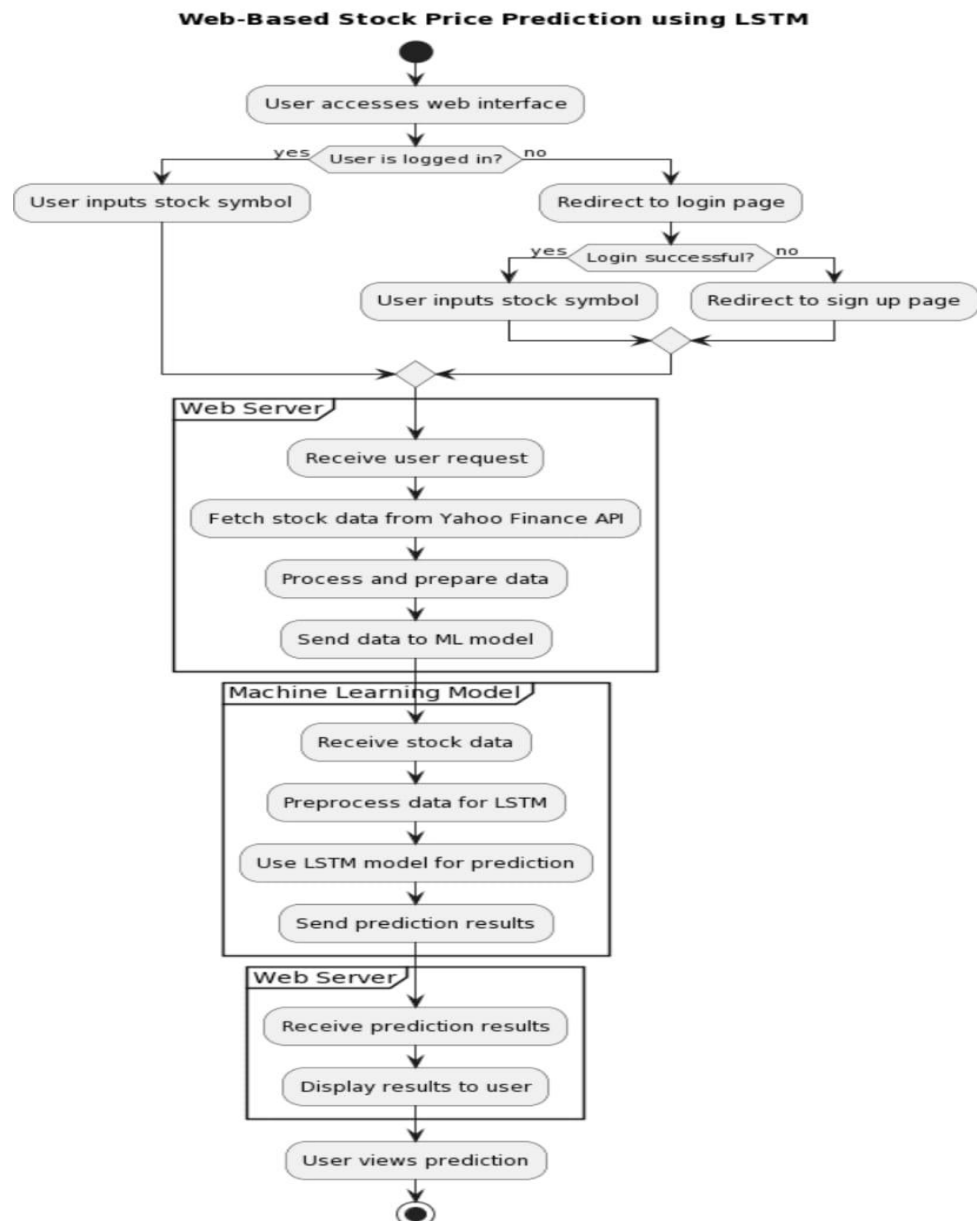 Web-Based Stock Price Prediction using LSTM
User accesses web interface
yes
User is logged in?
no
User inputs stock symbol
Redirect to login page
yes
Login successful?
no
User inputs stock symbol
Redirect to sign up page
Web Server
Receive user request
Fetch stock data from Yahoo Finance API
Process and prepare data
Send data to ML model
Machine Learning Model
Receive stock data
Preprocess data for LSTM
Use LSTM model for prediction
Send prediction results
Web Server
Receive prediction results
Display results to user
User views prediction